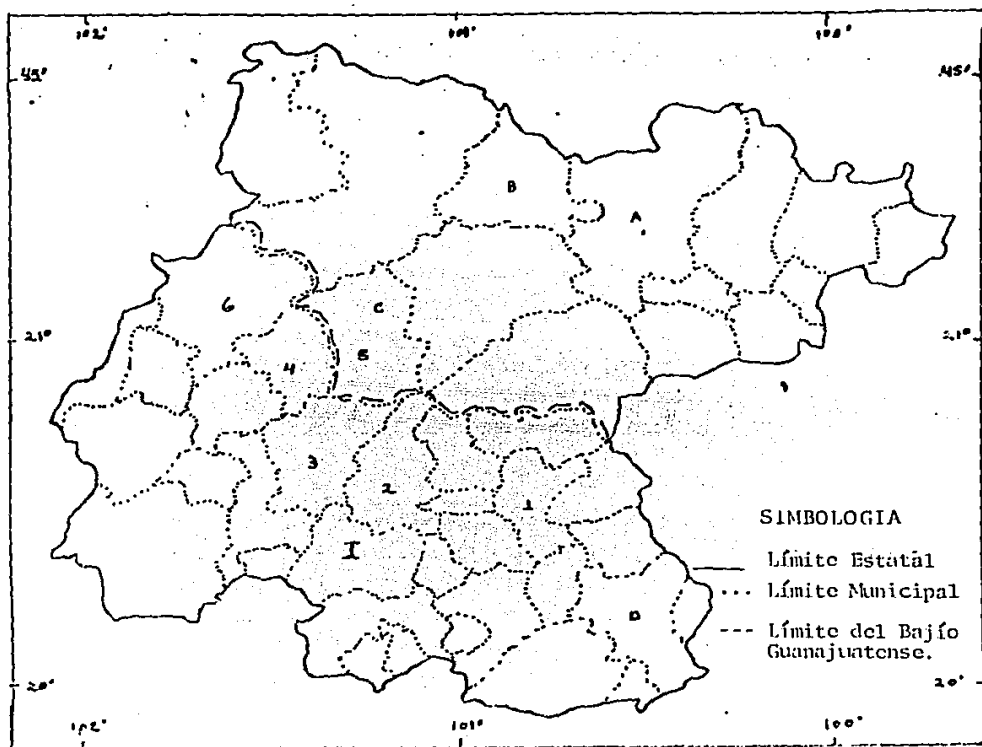 102° 101° 100°
45° 45°
B
A
6 C
21° 21°
4 5
3
2
1
SIMBOLOGIA
I
Límite Estatal
Límite Municipal
D
Límite del Bajío
Guanajuatense.
20° 20°
102° 101° 100°